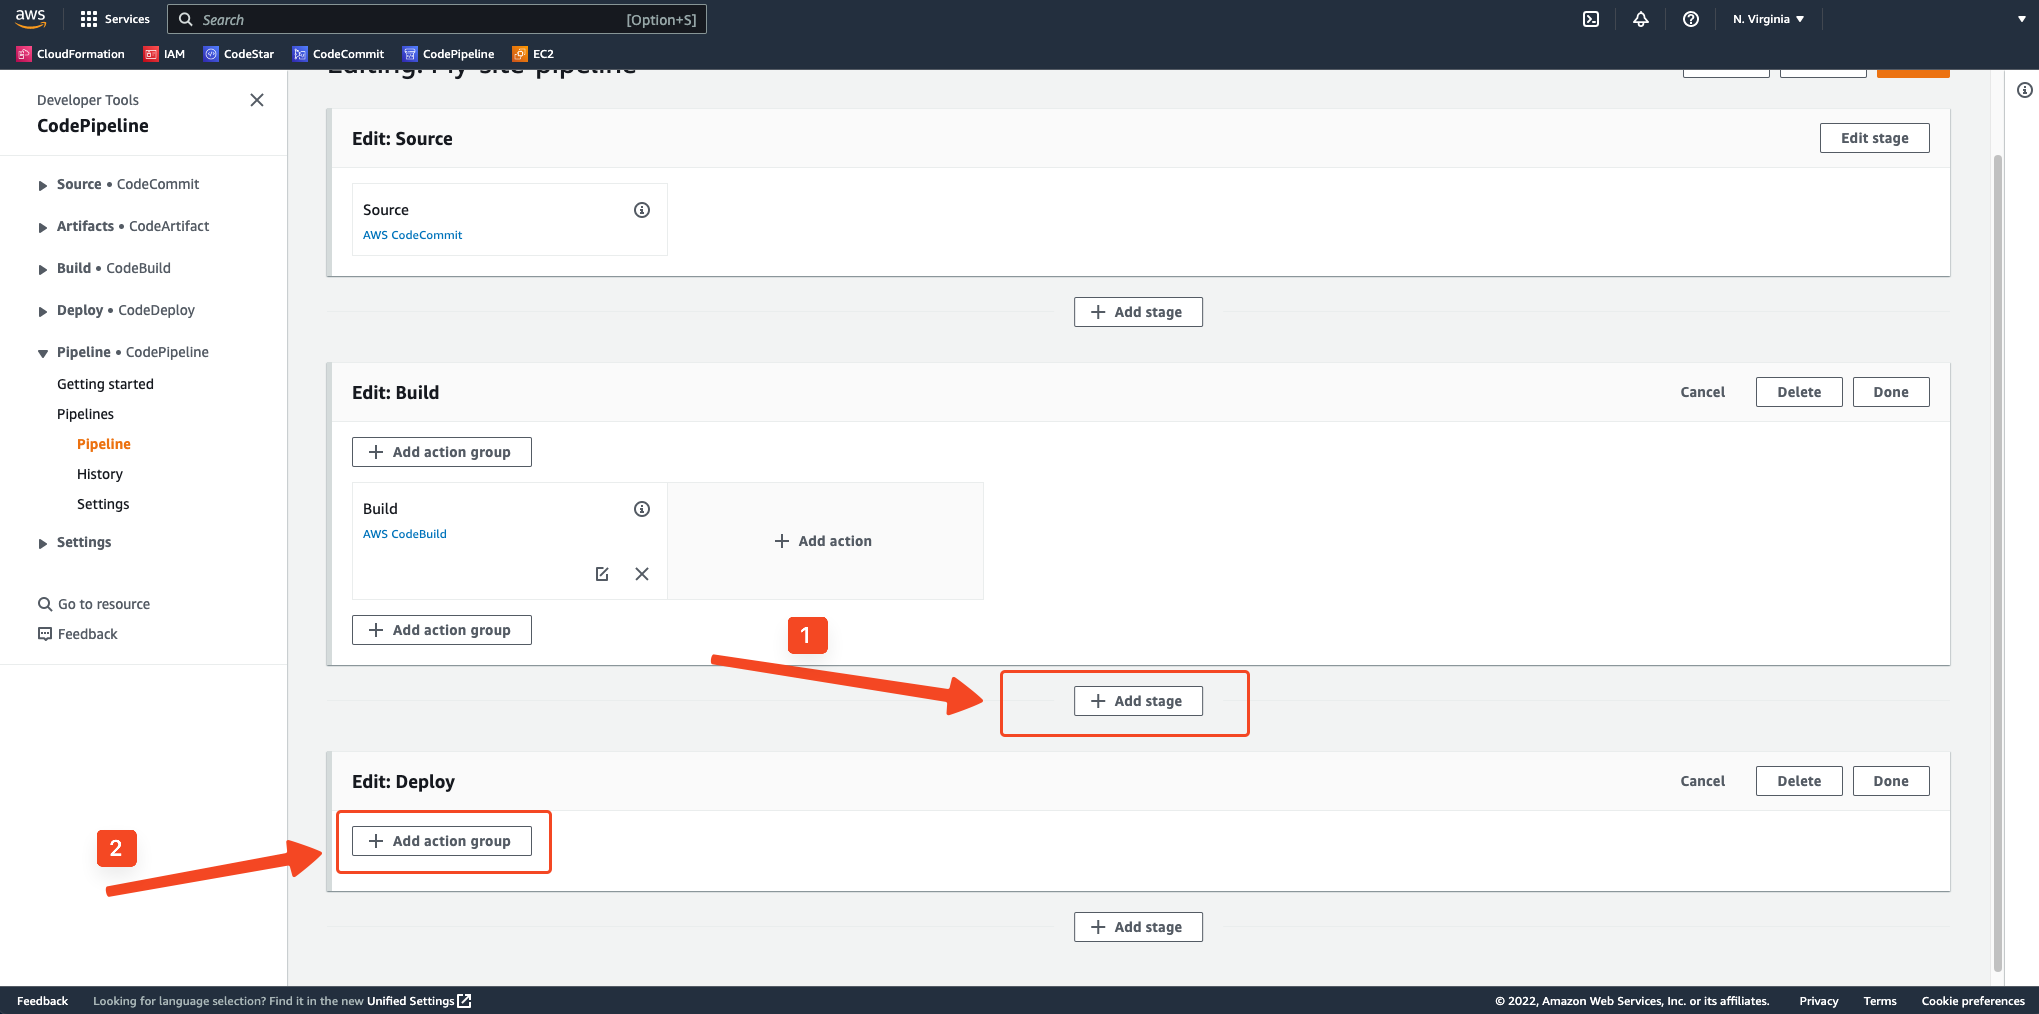 aws
Services
Search
[Option+S]
N. Virginia
CloudFormation
IAM
CodeStar
CodeCommit
CodePipeline
EC2
Developer Tools
CodePipeline
Source • CodeCommit
Artifacts • CodeArtifact
Build • CodeBuild
Deploy • CodeDeploy
Pipeline • CodePipeline
Getting started
Pipelines
Pipeline
History
Settings
Settings
Go to resource
Feedback
Edit: Source
Edit stage
Source
AWS CodeCommit
Add stage
Edit: Build
Cancel
Delete
Done
Add action group
Build
AWS CodeBuild
Add action
Add action group
1
Add stage
Edit: Deploy
Cancel
Delete
Done
2
Add action group
Add stage
Feedback
Looking for language selection? Find it in the new Unified Settings
© 2022, Amazon Web Services, Inc. or its affiliates.
Privacy
Terms
Cookie preferences